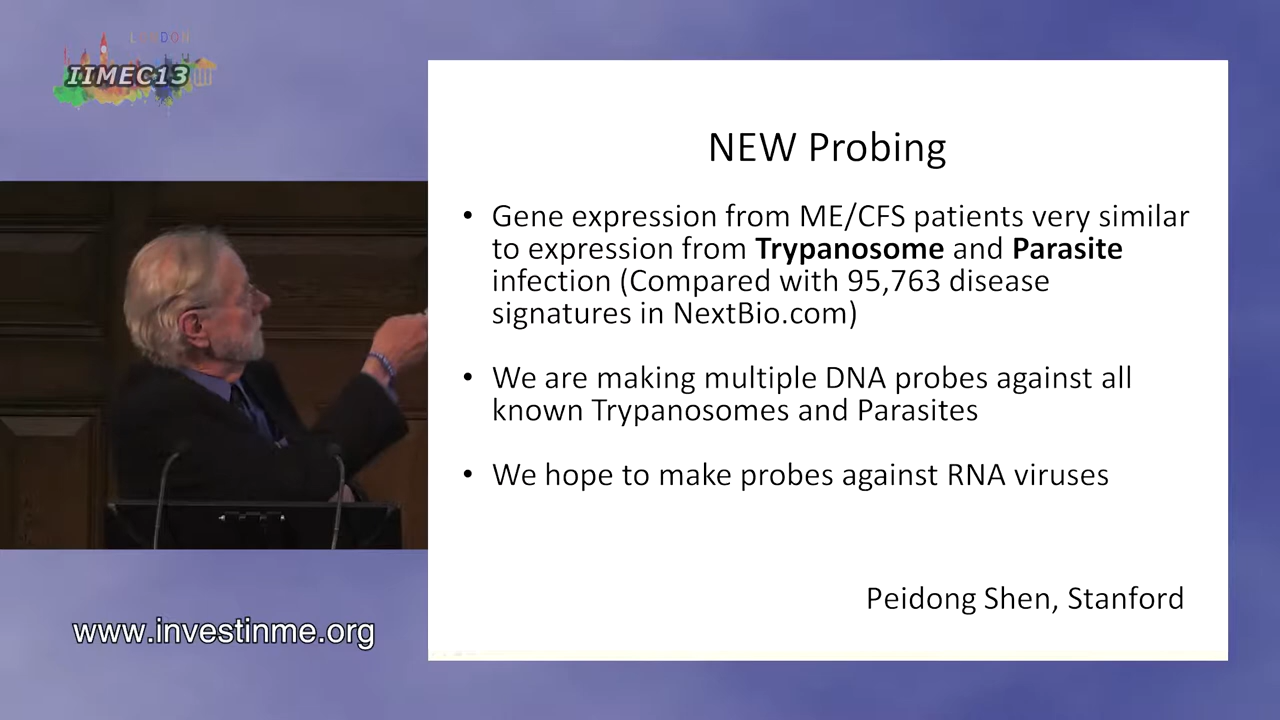 LONDON
IIMEC13
NEW Probing
• Gene expression from ME/CFS patients very similar
to expression from Trypanosome and Parasite
infection (Compared with 95,763 disease
signatures in NextBio.com)
• We are making multiple DNA probes against all
known Trypanosomes and Parasites
• We hope to make probes against RNA viruses
Peidong Shen, Stanford
www.investinme.org